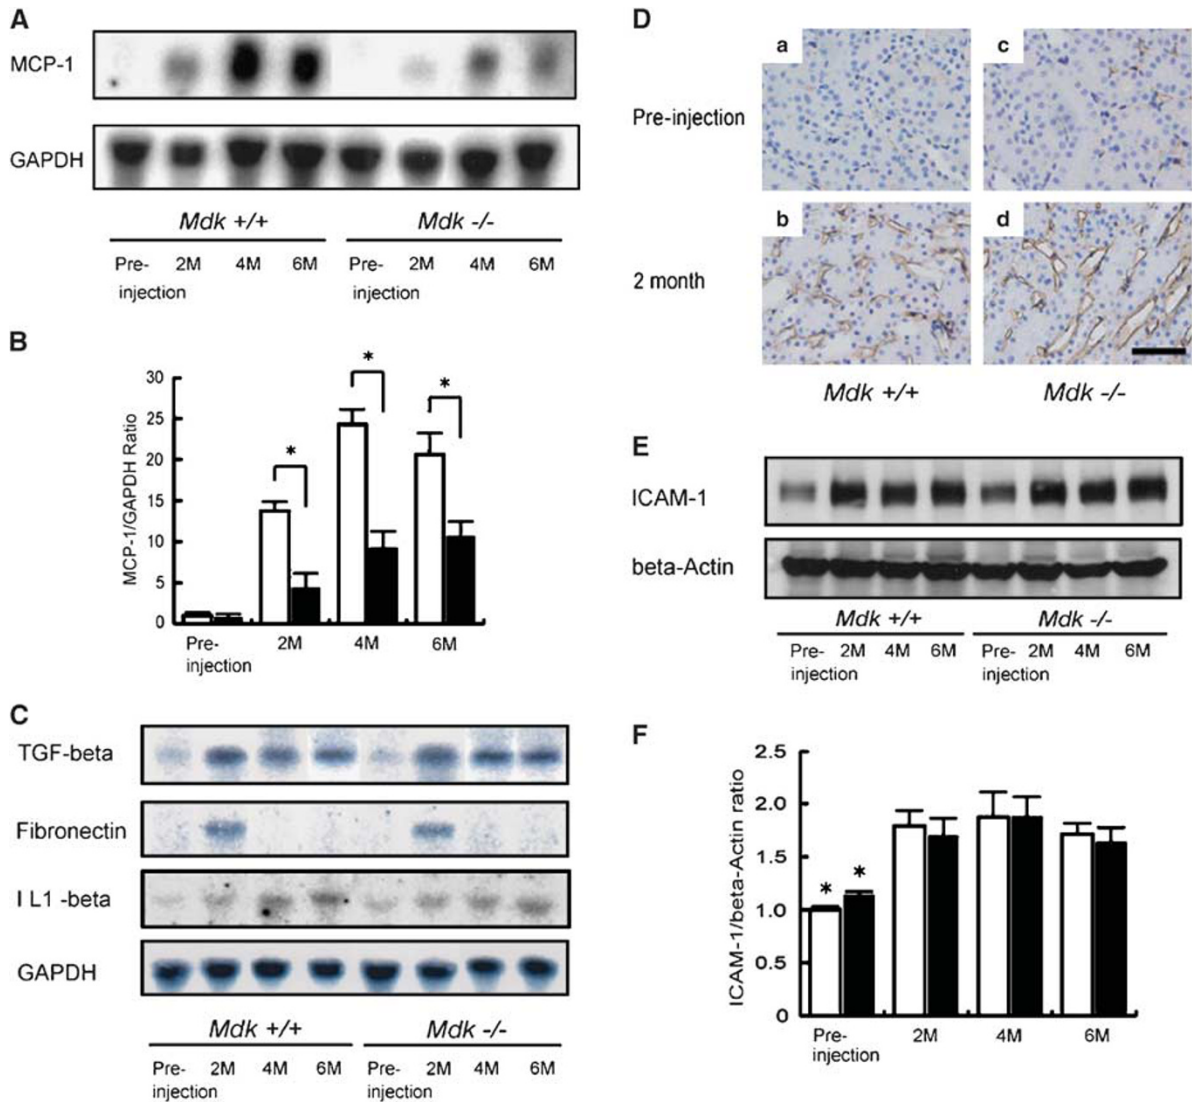 A
MCP-1
GAPDH
Mdk +/+ Mdk -/-
Pre-injection 2M 4M 6M Pre-injection 2M 4M 6M
B
MCP-1/GAPDH Ratio
30
25
20
15
10
5
0
* * *
Pre-injection 2M 4M 6M
C
TGF-beta
Fibronectin
I L1 -beta
GAPDH
Mdk +/+ Mdk -/-
Pre-injection 2M 4M 6M Pre-injection 2M 4M 6M
D
a c
Pre-injection
b d
2 month
Mdk +/+ Mdk -/-
E
ICAM-1
beta-Actin
Mdk +/+ Mdk -/-
Pre-injection 2M 4M 6M Pre-injection 2M 4M 6M
F
ICAM-1/beta-Actin ratio
2.5
2.0
1.5
1.0
0.5
0
* *
Pre-injection 2M 4M 6M